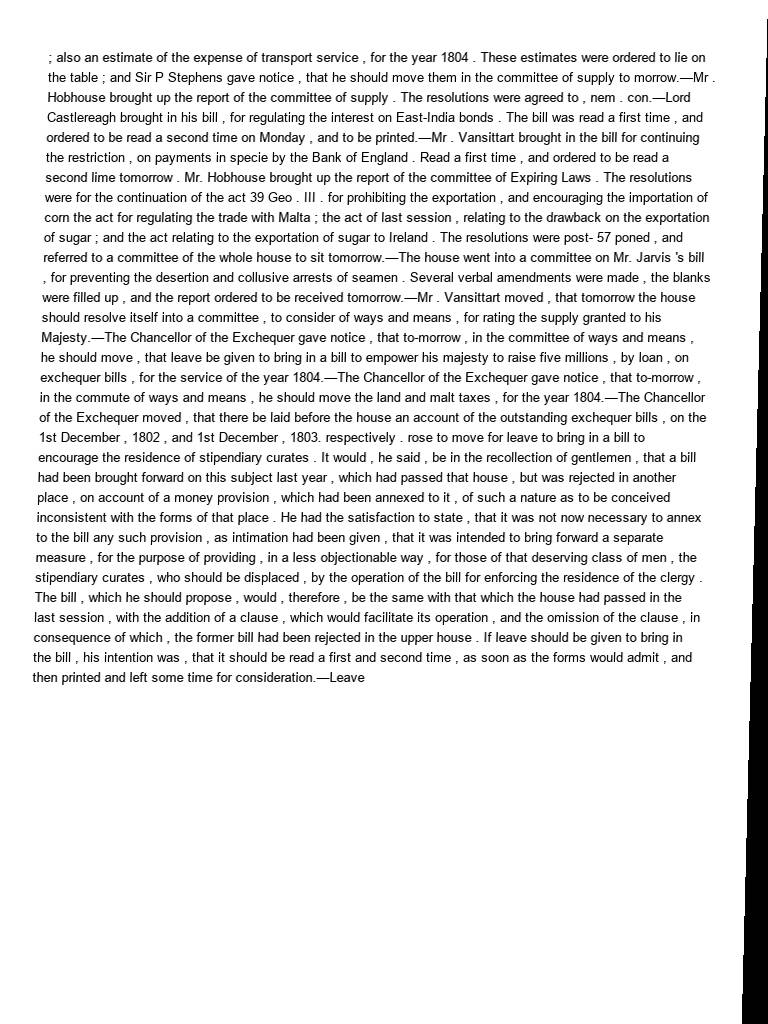 ; also an estimate of the expense of transport service , for the year 1804 . These estimates were ordered to lie on
the table ; and Sir P Stephens gave notice , that he should move them in the committee of supply to morrow.—Mr .
Hobhouse brought up the report of the committee of supply . The resolutions were agreed to , nem . con.—Lord
Castlereagh brought in his bill , for regulating the interest on East-India bonds . The bill was read a first time , and
ordered to be read a second time on Monday , and to be printed.—Mr . Vansittart brought in the bill for continuing
the restriction , on payments in specie by the Bank of England . Read a first time , and ordered to be read a
second lime tomorrow . Mr. Hobhouse brought up the report of the committee of Expiring Laws . The resolutions
were for the continuation of the act 39 Geo . III . for prohibiting the exportation , and encouraging the importation of
corn the act for regulating the trade with Malta ; the act of last session , relating to the drawback on the exportation
of sugar ; and the act relating to the exportation of sugar to Ireland . The resolutions were post- 57 poned , and
referred to a committee of the whole house to sit tomorrow.—The house went into a committee on Mr. Jarvis 's bill
, for preventing the desertion and collusive arrests of seamen . Several verbal amendments were made , the blanks
were filled up , and the report ordered to be received tomorrow.—Mr . Vansittart moved , that tomorrow the house
should resolve itself into a committee , to consider of ways and means , for rating the supply granted to his
Majesty.—The Chancellor of the Exchequer gave notice , that to-morrow , in the committee of ways and means ,
he should move , that leave be given to bring in a bill to empower his majesty to raise five millions , by loan , on
exchequer bills , for the service of the year 1804.—The Chancellor of the Exchequer gave notice , that to-morrow ,
in the commute of ways and means , he should move the land and malt taxes , for the year 1804.—The Chancellor
of the Exchequer moved , that there be laid before the house an account of the outstanding exchequer bills , on the
1st December , 1802 , and 1st December , 1803. respectively . rose to move for leave to bring in a bill to
encourage the residence of stipendiary curates . It would , he said , be in the recollection of gentlemen , that a bill
had been brought forward on this subject last year , which had passed that house , but was rejected in another
place , on account of a money provision , which had been annexed to it , of such a nature as to be conceived
inconsistent with the forms of that place . He had the satisfaction to state , that it was not now necessary to annex
to the bill any such provision , as intimation had been given , that it was intended to bring forward a separate
measure , for the purpose of providing , in a less objectionable way , for those of that deserving class of men , the
stipendiary curates , who should be displaced , by the operation of the bill for enforcing the residence of the clergy .
The bill , which he should propose , would , therefore , be the same with that which the house had passed in the
last session , with the addition of a clause , which would facilitate its operation , and the omission of the clause , in
consequence of which , the former bill had been rejected in the upper house . If leave should be given to bring in
the bill , his intention was , that it should be read a first and second time , as soon as the forms would admit , and
then printed and left some time for consideration.—Leave